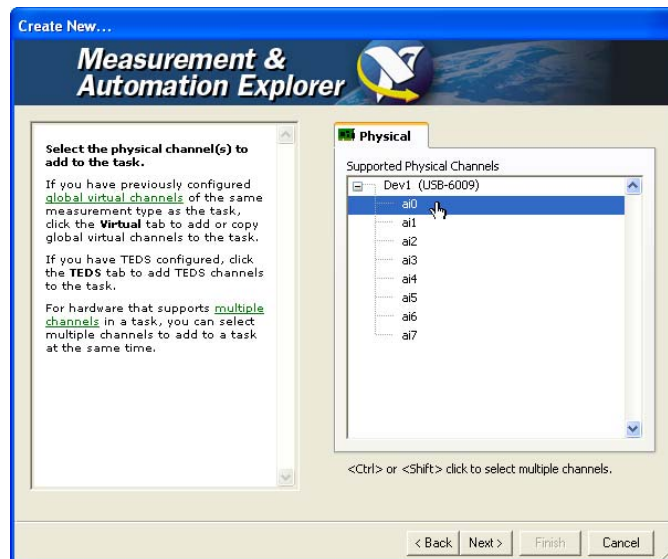 Create New...
Measurement &
Automation Explorer
Select the physical channel(s) to
add to the task.
If you have previously configured
global virtual channels of the same
measurement type as the task,
click the Virtual tab to add or copy
global virtual channels to the task.
If you have TEDS configured, click
the TEDS tab to add TEDS channels
to the task.
For hardware that supports multiple
channels in a task, you can select
multiple channels to add to a task
at the same time.
Physical
Supported Physical Channels
Dev1 (USB-6009)
ai0
ai1
ai2
ai3
ai4
ai5
ai6
ai7
<Ctrl> or <Shift> click to select multiple channels.
< Back
Next >
Finish
Cancel